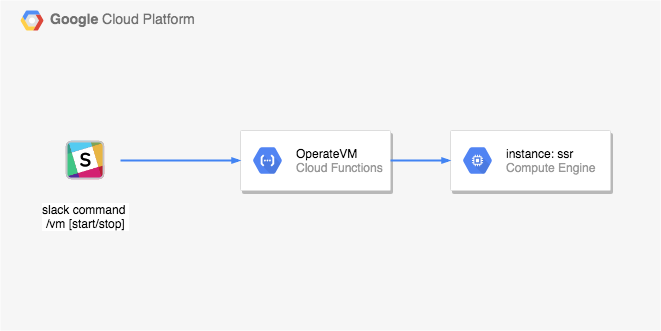 Google Cloud Platform
S
OperateVM
Cloud Functions
instance: ssr
Compute Engine
slack command
/vm [start/stop]